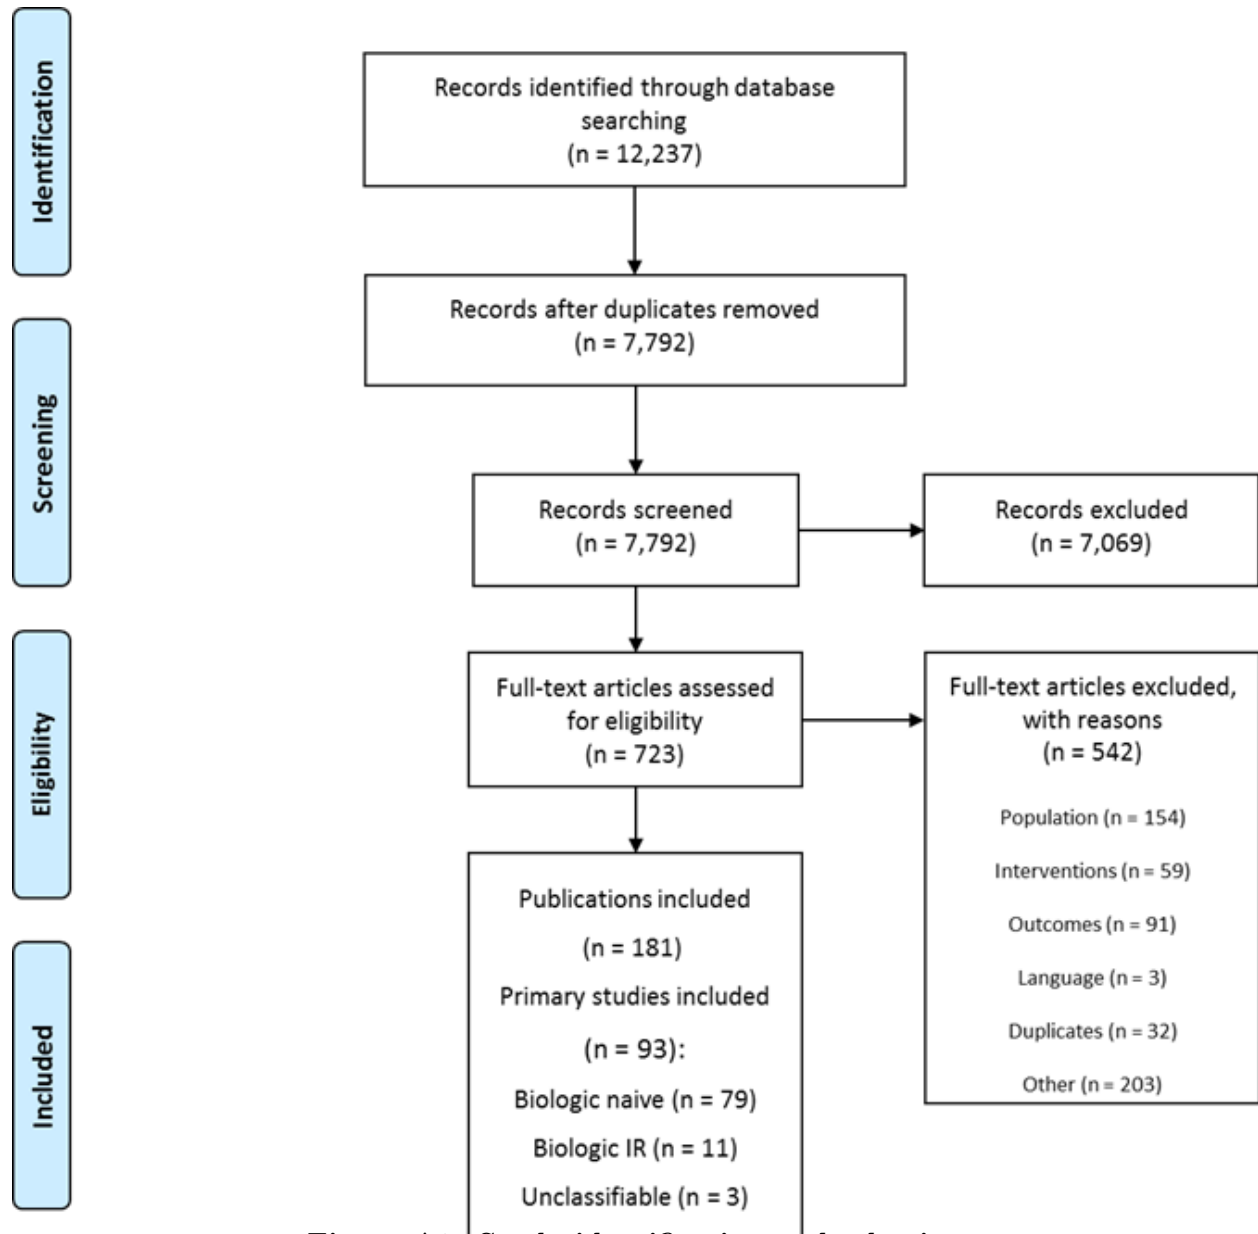 Identification
Records identified through database
searching
(n = 12,237)
Records after duplicates removed
(n = 7,792)
Screening
Records screened
(n = 7,792)
Records excluded
(n = 7,069)
Eligibility
Full-text articles assessed
for eligibility
(n = 723)
Full-text articles excluded,
with reasons
(n = 542)
Population (n = 154)
Interventions (n = 59)
Outcomes (n = 91)
Language (n = 3)
Duplicates (n = 32)
Other (n = 203)
Included
Publications included
(n = 181)
Primary studies included
(n = 93):
Biologic naive (n = 79)
Biologic IR (n = 11)
Unclassifiable (n = 3)